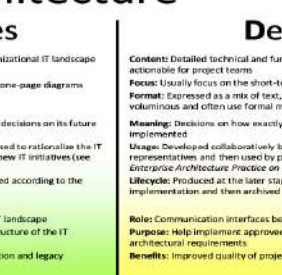 hitecture
es
nizational IT landscape
one-page diagrams
decisions on its future
sed to rationalize the IT
new IT initiatives (see
ed according to the
IT landscape
ucture of the IT
tion and legacy
De
Content: Detailed technical and fun
actionable for project teams
Focus: Usually focus on the short-t
Format: Expressed as a mix of text,
voluminous and often use formal m
Meaning: Decisions on how exactly
implemented
Usage: Developed collaboratively b
representatives and then used by p
Enterprise Architecture Practice on
Lifecycle: Produced at the later stag
implementation and then archived
Role: Communication interfaces be
Purpose: Help implement approved
architectural requirements
Benefits: Improved quality of proje